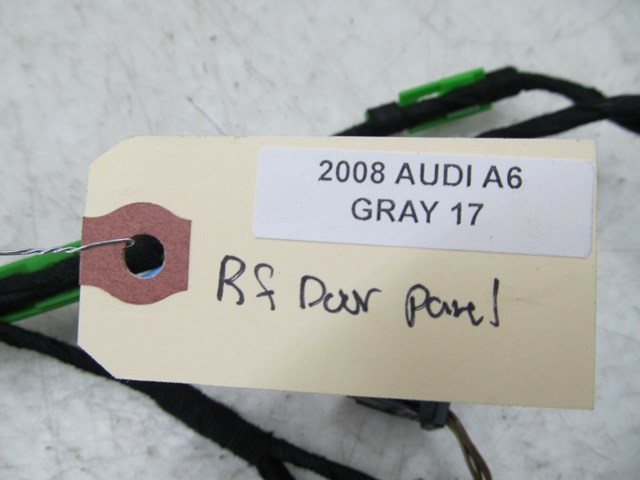 2008 AUDI A6
GRAY 17
Rf Door panel